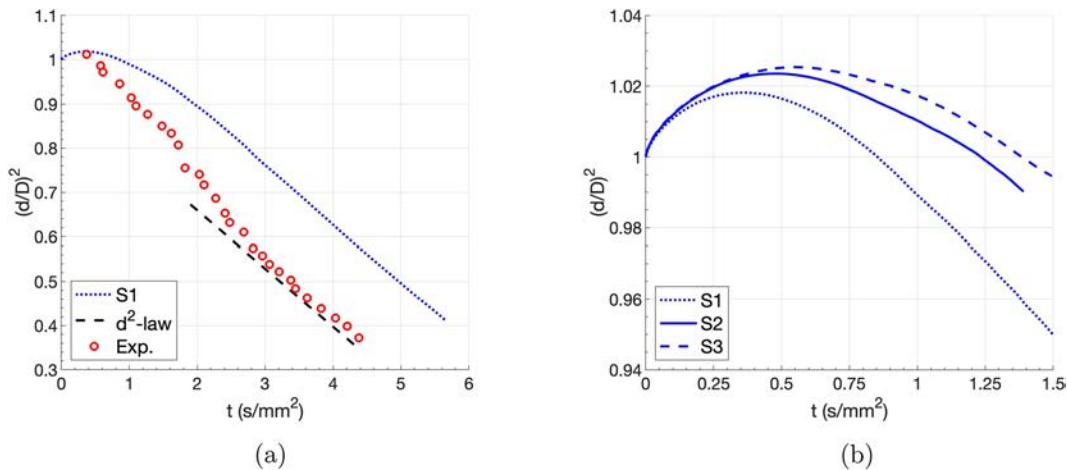 1.1
1
0.9
0.8
0.7
0.6
0.5
0.4
0.3
(d/D)²
S1
d²-law
Exp.
0 1 2 3 4 5 6
t (s/mm²)
(a)
1.04
1.02
1
0.98
0.96
0.94
(d/D)²
S1
S2
S3
0 0.25 0.5 0.75 1 1.25 1.5
t (s/mm²)
(b)